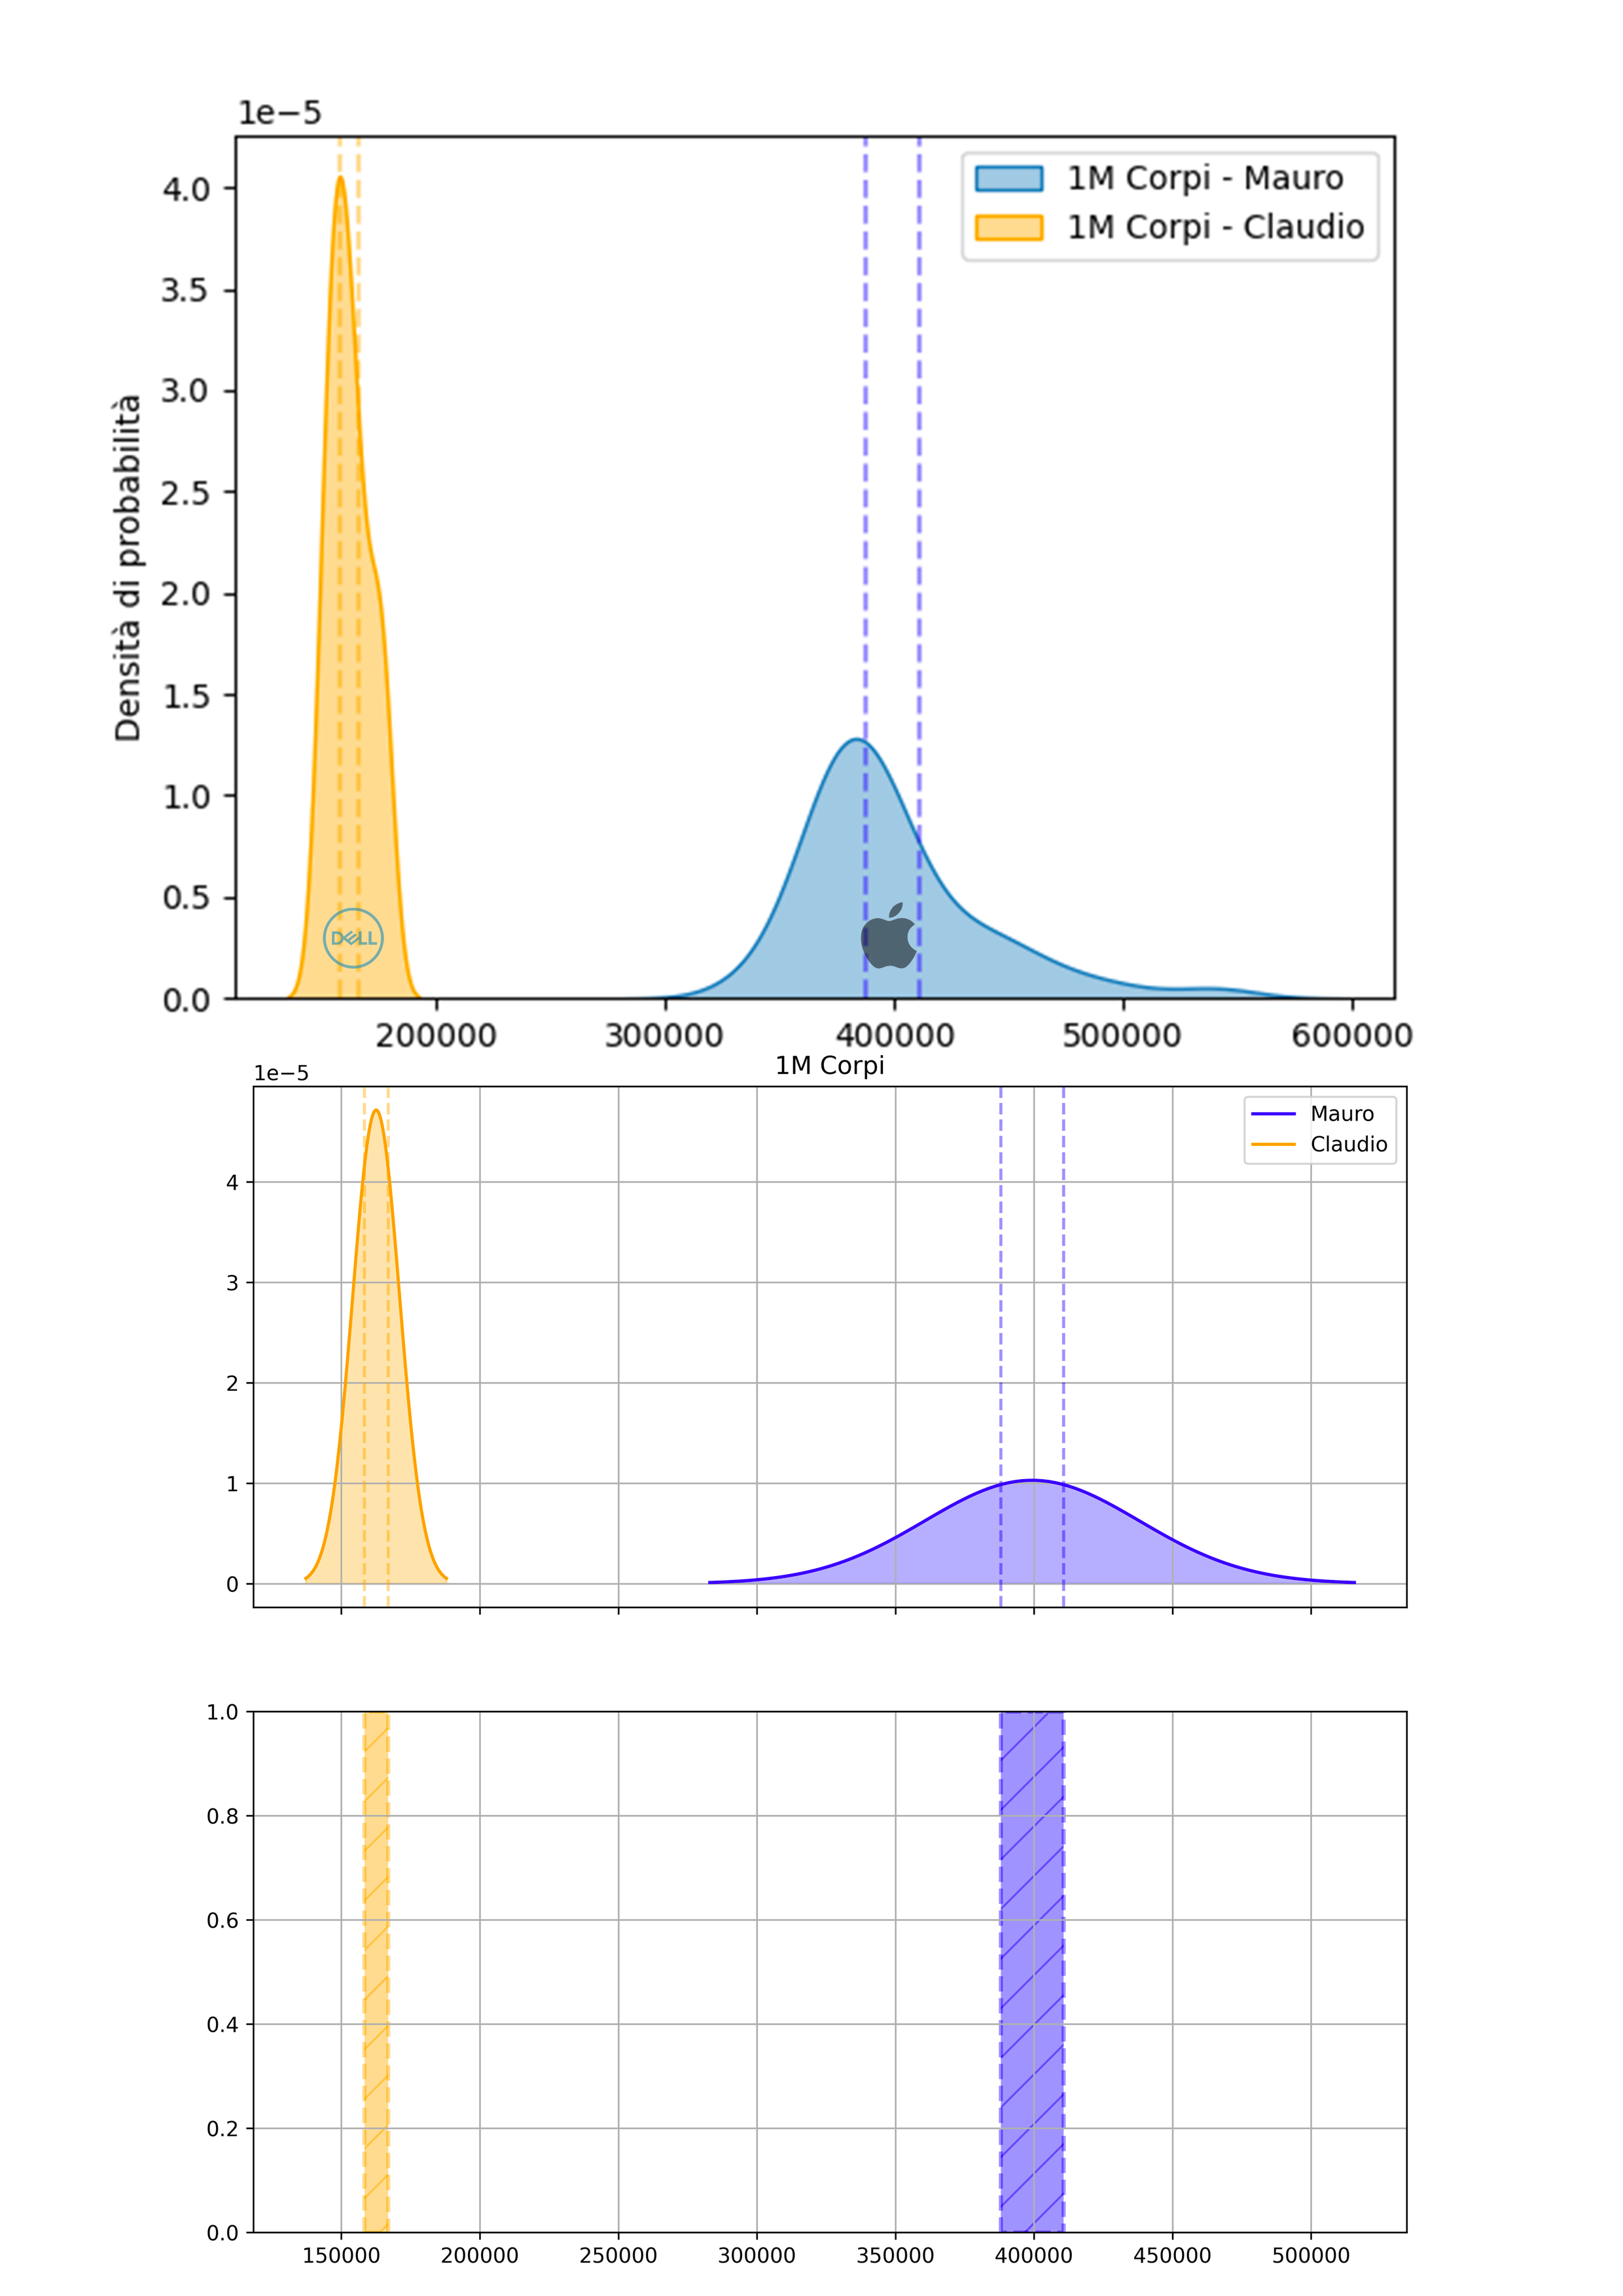 1e−5
1M Corpi - Mauro
1M Corpi - Claudio
4.0
3.5
3.0
2.5
2.0
1.5
1.0
0.5
0.0
Densità di probabilità
DELL
200000 300000 400000 500000 600000
1M Corpi
1e−5
Mauro
Claudio
4
3
2
1
0
1.0
0.8
0.6
0.4
0.2
0.0
150000 200000 250000 300000 350000 400000 450000 500000